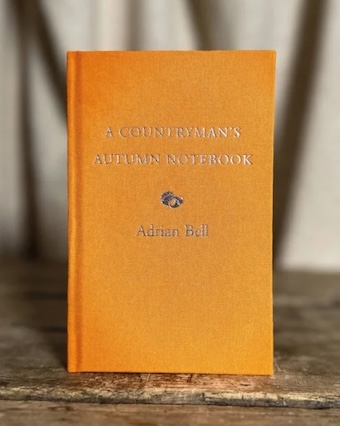 A COUNTRYMAN'S
AUTUMN NOTEBOOK
Adrian Bell